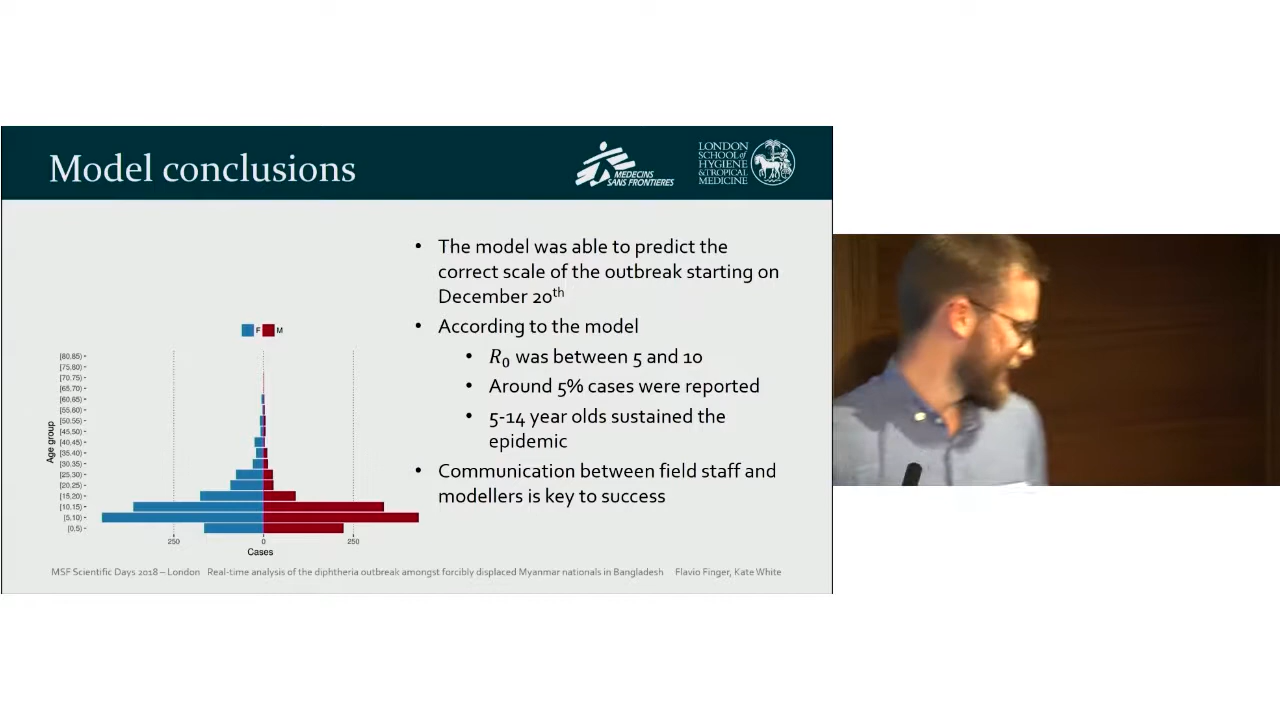 Model conclusions
MEDECINS
SANS FRONTIERES
LONDON
SCHOOL of
HYGIENE
& TROPICAL
MEDICINE
• The model was able to predict the
correct scale of the outbreak starting on
December 20th
• According to the model
• R0 was between 5 and 10
• Around 5% cases were reported
• 5-14 year olds sustained the
epidemic
• Communication between field staff and
modellers is key to success
F M
Age group
[80,85)
[75,80)
[70,75)
[65,70)
[60,65)
[55,60)
[50,55)
[45,50)
[40,45)
[35,40)
[30,35)
[25,30)
[20,25)
[15,20)
[10,15)
[5,10)
[0,5)
250 0 250
Cases
MSF Scientific Days 2018 – London Real-time analysis of the diphtheria outbreak amongst forcibly displaced Myanmar nationals in Bangladesh Flavio Finger, Kate White